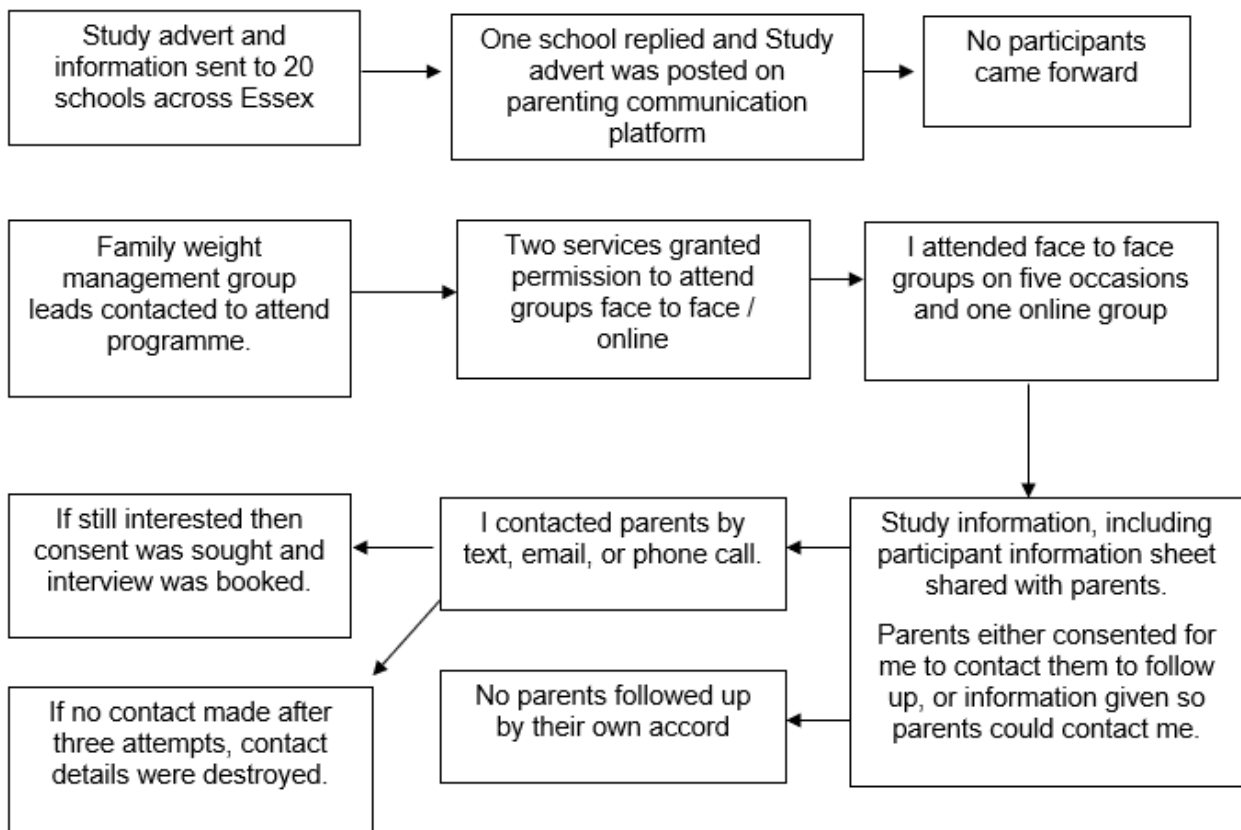 Study advert and
information sent to 20
schools across Essex
One school replied and Study
advert was posted on
parenting communication
platform
No participants
came forward
Family weight
management group
leads contacted to attend
programme.
Two services granted
permission to attend
groups face to face /
online
I attended face to face
groups on five occasions
and one online group
Study information, including
participant information sheet
shared with parents.
Parents either consented for
me to contact them to follow
up, or information given so
parents could contact me.
I contacted parents by
text, email, or phone call.
If still interested then
consent was sought and
interview was booked.
If no contact made after
three attempts, contact
details were destroyed.
No parents followed up
by their own accord